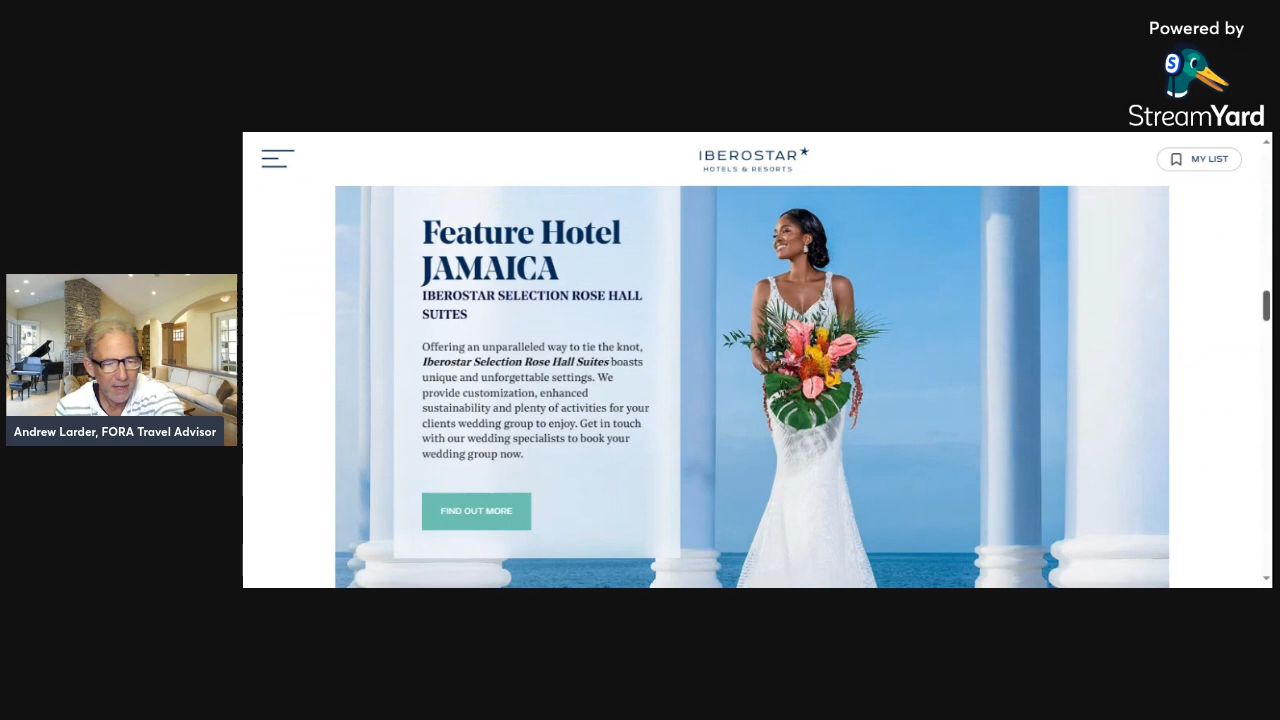 Powered by
S
StreamYard
IBEROSTAR
HOTELS & RESORTS
MY LIST
Feature Hotel
JAMAICA
IBEROSTAR SELECTION ROSE HALL
SUITES
Offering an unparalleled way to tie the knot,
Iberostar Selection Rose Hall Suites boasts
unique and unforgettable settings. We
provide customization, enhanced
sustainability and plenty of activities for your
clients wedding group to enjoy. Get in touch
with our wedding specialists to book your
wedding group now.
FIND OUT MORE
Andrew Larder, FORA Travel Advisor